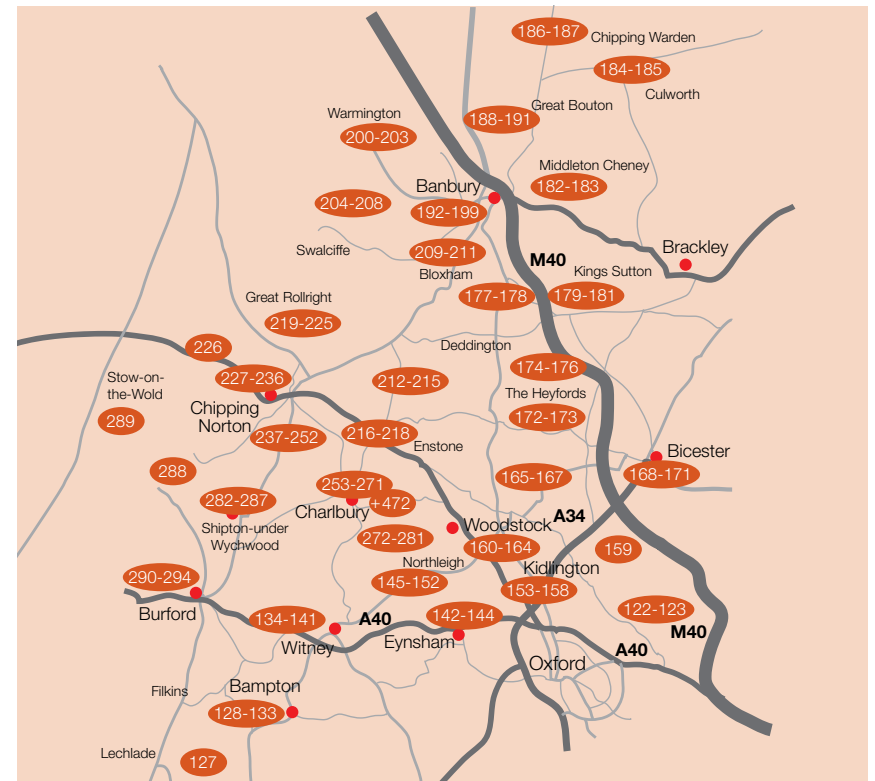 186-187
Chipping Warden
184-185
Culworth
Great Bouton
188-191
Warmington
200-203
Middleton Cheney
182-183
Banbury
204-208
192-199
Swalciffe
209-211
Bloxham
Brackley
M40
Kings Sutton
177-178
179-181
Great Rollright
219-225
Deddington
226
174-176
Stow-on-
the-Wold
227-236
212-215
The Heyfords
289
Chipping
Norton
172-173
237-252
216-218
Enstone
Bicester
288
253-271
165-167
168-171
282-287
+472
Charlbury
Shipton-under
Wychwood
Woodstock
A34
272-281
160-164
159
Northleigh
Kidlington
290-294
145-152
153-158
Burford
134-141
A40
142-144
122-123
Witney
Eynsham
M40
A40
Oxford
Filkins
Bampton
128-133
Lechlade
127